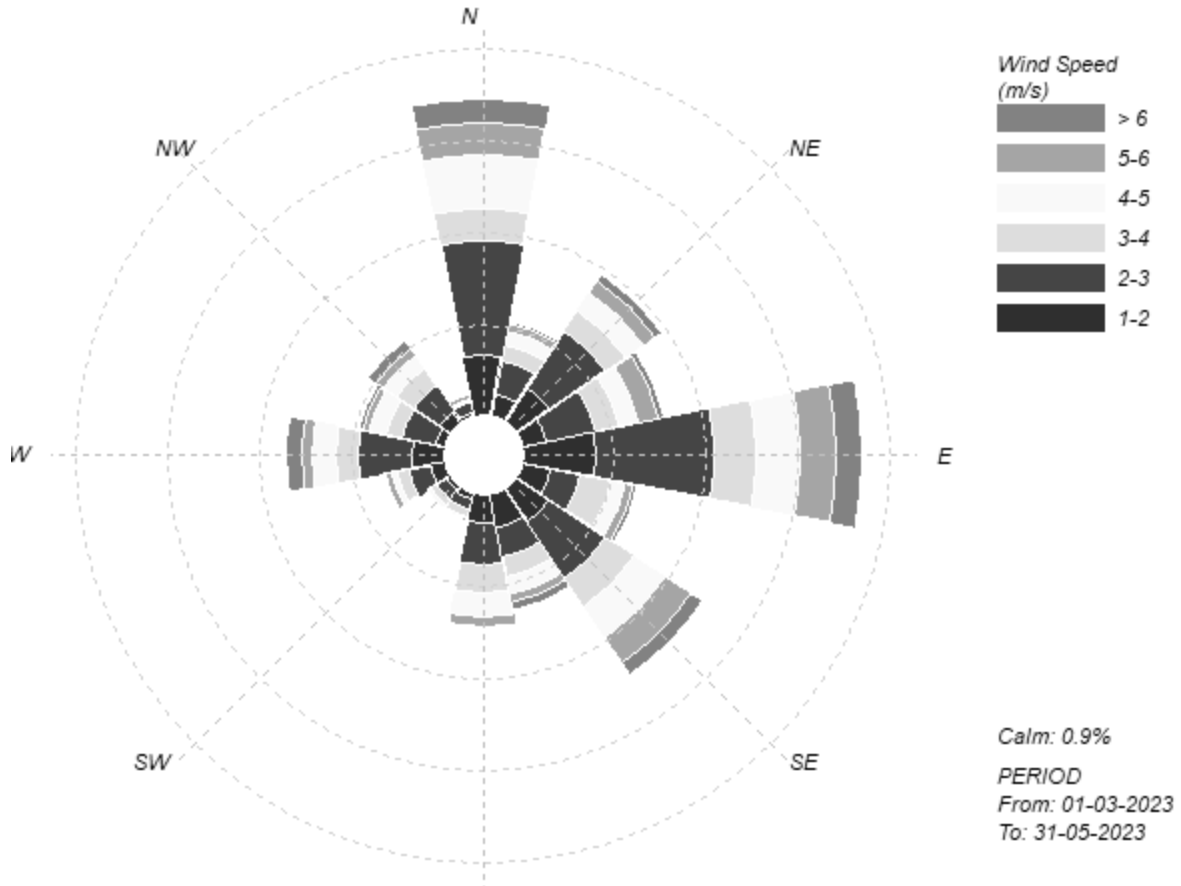 N
Wind Speed
(m/s)
> 6
NW
NE
5-6
4-5
3-4
2-3
1-2
W
E
SW
SE
Calm: 0.9%
PERIOD
From: 01-03-2023
To: 31-05-2023